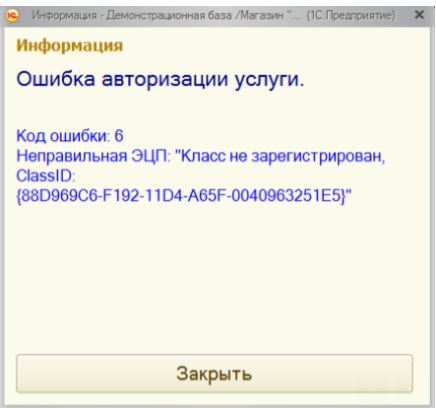 Информация - Демонстрационная база /Магазин "... (1С:Предприятие)
Информация
Ошибка авторизации услуги.
Код ошибки: 6
Неправильная ЭЦП: "Класс не зарегистрирован,
ClassID:
{88D969C6-F192-11D4-A65F-0040963251E5}"
Закрыть